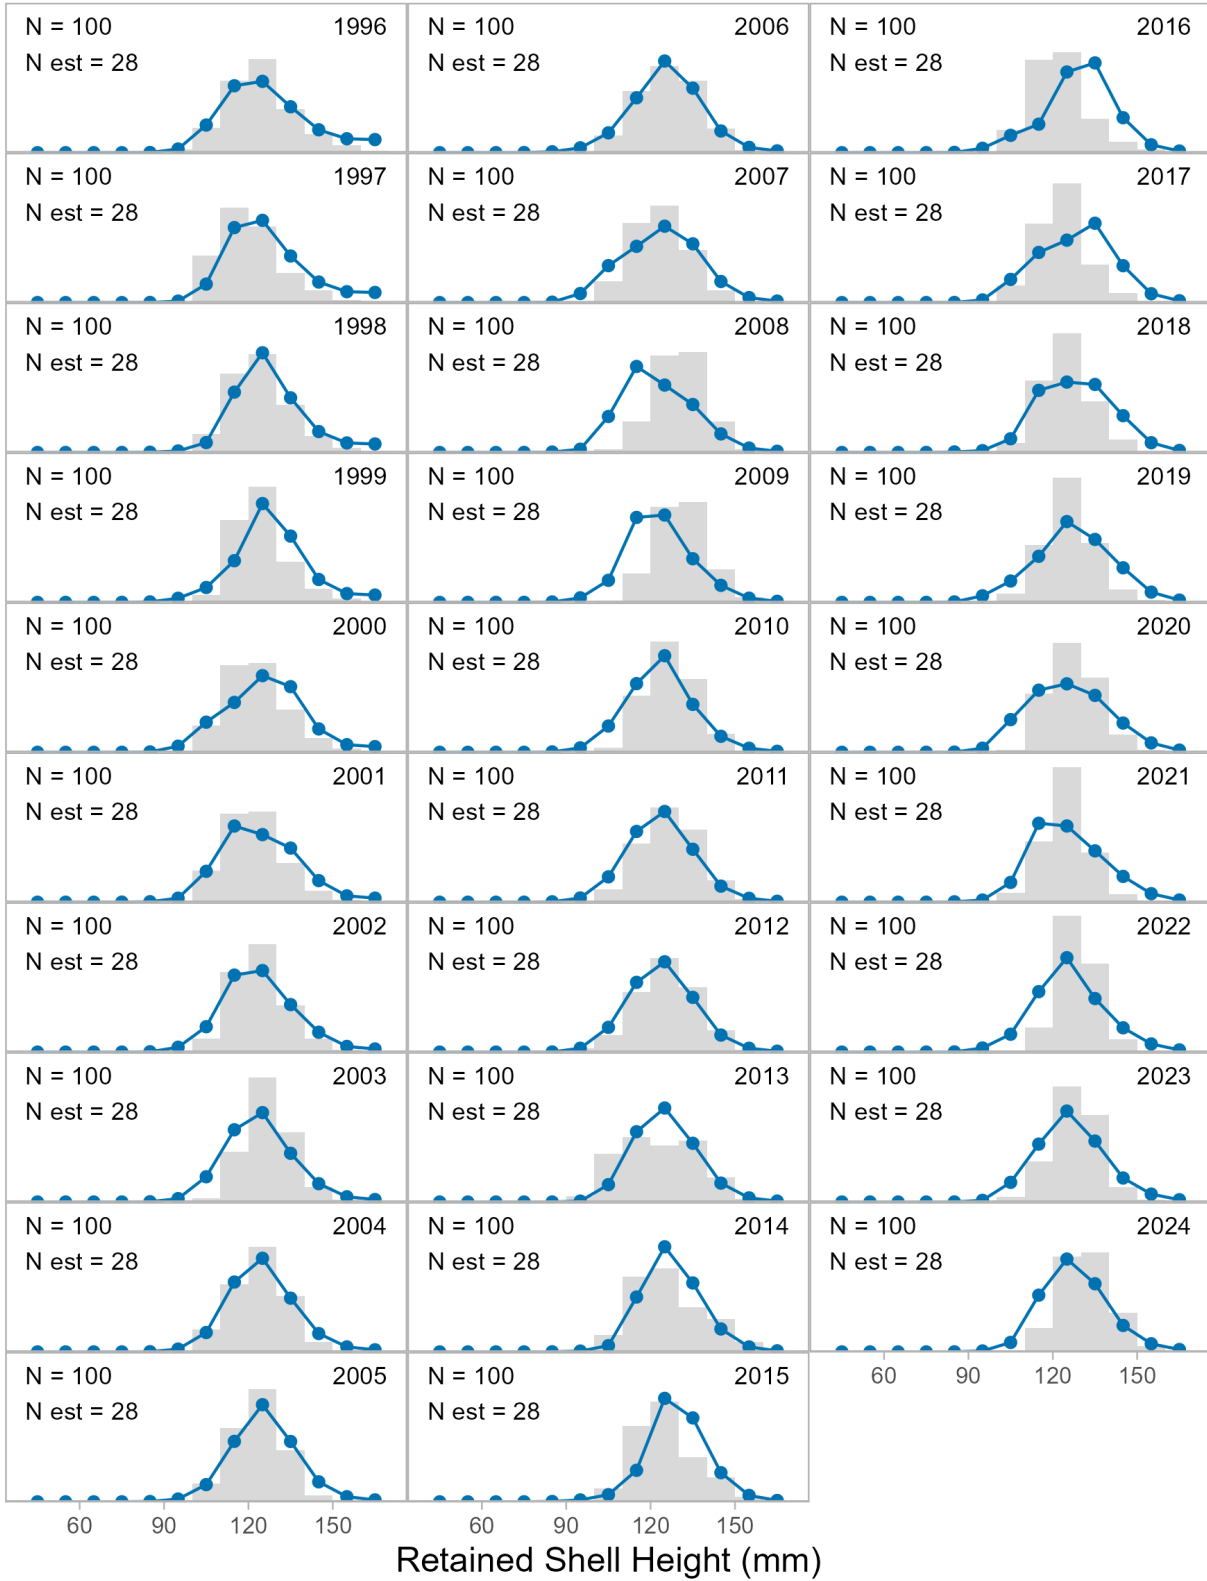 N = 100 1996
N est = 28
N = 100 1997
N est = 28
N = 100 1998
N est = 28
N = 100 1999
N est = 28
N = 100 2000
N est = 28
N = 100 2001
N est = 28
N = 100 2002
N est = 28
N = 100 2003
N est = 28
N = 100 2004
N est = 28
N = 100 2005
N est = 28
60 90 120 150
N = 100 2006
N est = 28
N = 100 2007
N est = 28
N = 100 2008
N est = 28
N = 100 2009
N est = 28
N = 100 2010
N est = 28
N = 100 2011
N est = 28
N = 100 2012
N est = 28
N = 100 2013
N est = 28
N = 100 2014
N est = 28
N = 100 2015
N est = 28
60 90 120 150
N = 100 2016
N est = 28
N = 100 2017
N est = 28
N = 100 2018
N est = 28
N = 100 2019
N est = 28
N = 100 2020
N est = 28
N = 100 2021
N est = 28
N = 100 2022
N est = 28
N = 100 2023
N est = 28
N = 100 2024
N est = 28
60 90 120 150
Retained Shell Height (mm)